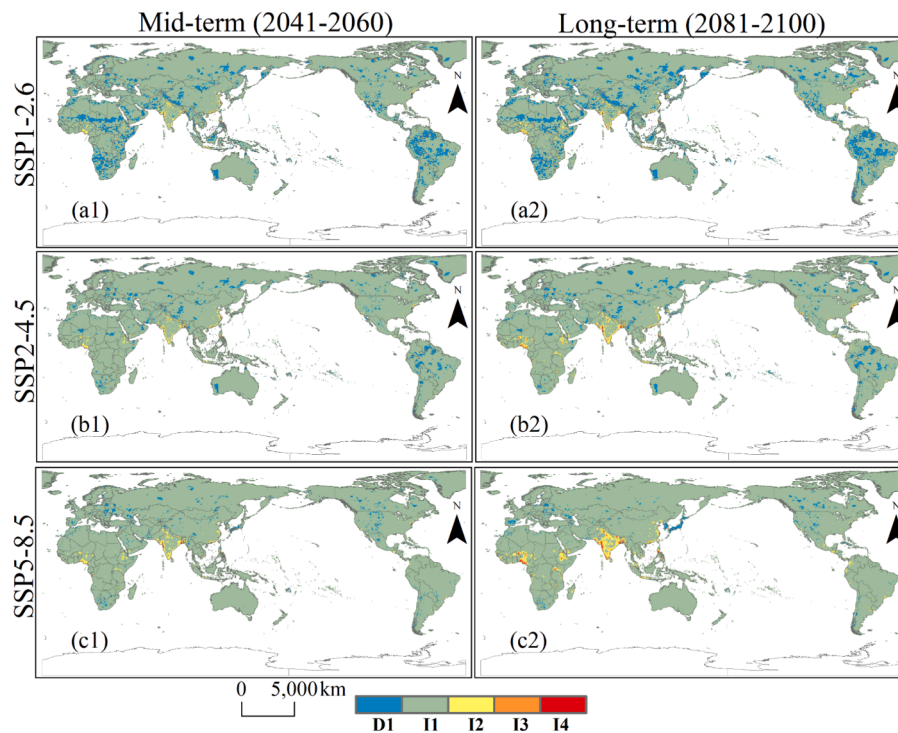 Mid-term (2041-2060)
Long-term (2081-2100)
SSP1-2.6
N
(a1)
N
(a2)
SSP2-4.5
N
(b1)
N
(b2)
SSP5-8.5
N
(c1)
N
(c2)
0 5,000 km
D1 I1 I2 I3 I4